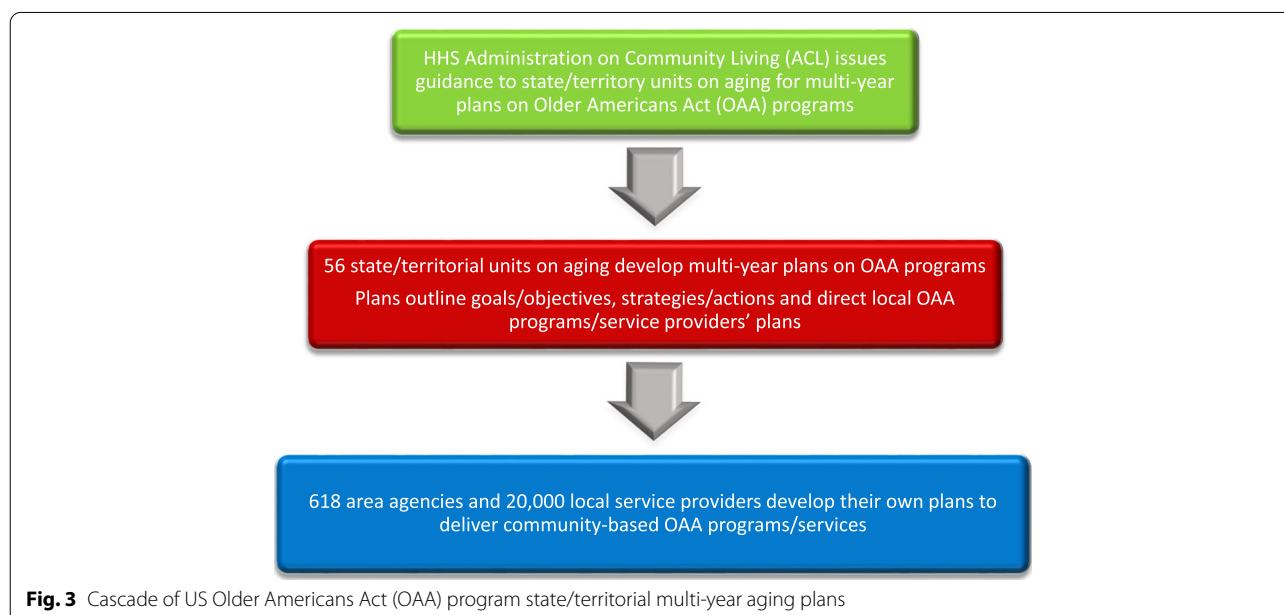 HHS Administration on Community Living (ACL) issues
guidance to state/territory units on aging for multi-year
plans on Older Americans Act (OAA) programs
56 state/territorial units on aging develop multi-year plans on OAA programs
Plans outline goals/objectives, strategies/actions and direct local OAA
programs/service providers’ plans
618 area agencies and 20,000 local service providers develop their own plans to
deliver community-based OAA programs/services
Fig. 3 Cascade of US Older Americans Act (OAA) program state/territorial multi-year aging plans